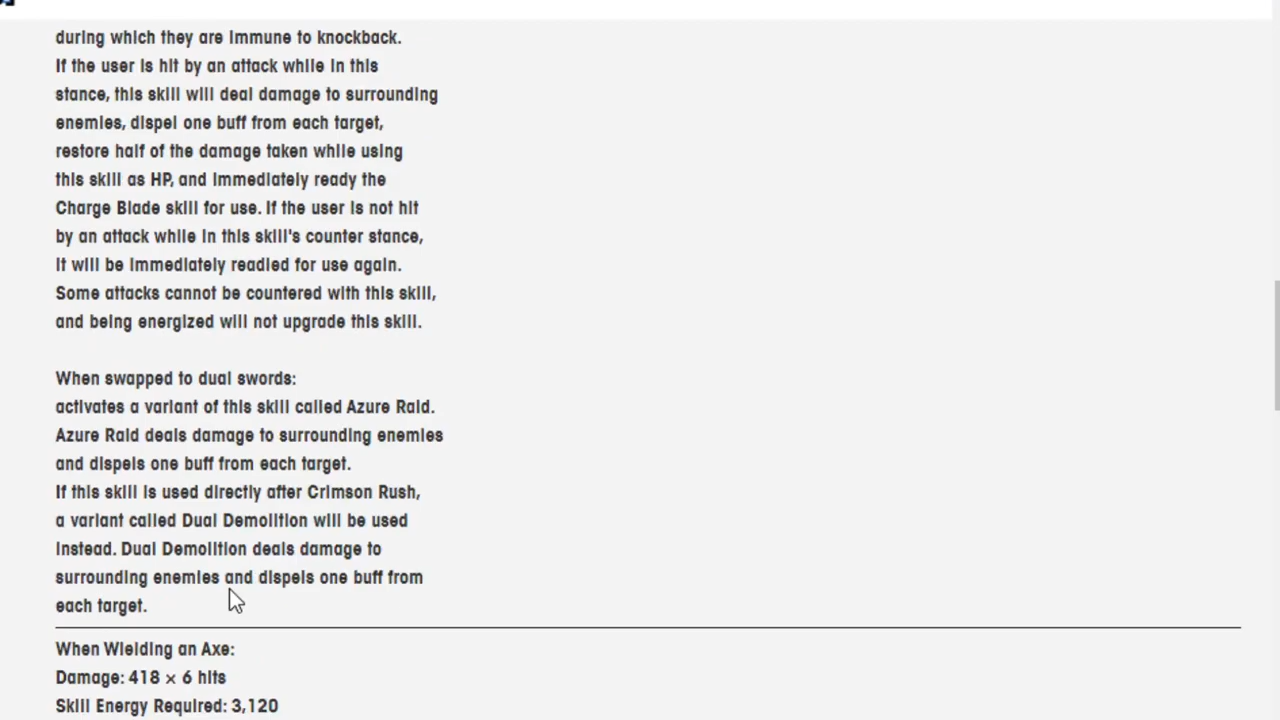 during which they are immune to knockback.
If the user is hit by an attack while in this
stance, this skill will deal damage to surrounding
enemies, dispel one buff from each target,
restore half of the damage taken while using
this skill as HP, and immediately ready the
Charge Blade skill for use. If the user is not hit
by an attack while in this skill's counter stance,
it will be immediately readied for use again.
Some attacks cannot be countered with this skill,
and being energized will not upgrade this skill.
When swapped to dual swords:
activates a variant of this skill called Azure Raid.
Azure Raid deals damage to surrounding enemies
and dispels one buff from each target.
If this skill is used directly after Crimson Rush,
a variant called Dual Demolition will be used
instead. Dual Demolition deals damage to
surrounding enemies and dispels one buff from
each target.
When Wielding an Axe:
Damage: 418 × 6 hits
Skill Energy Required: 3,120